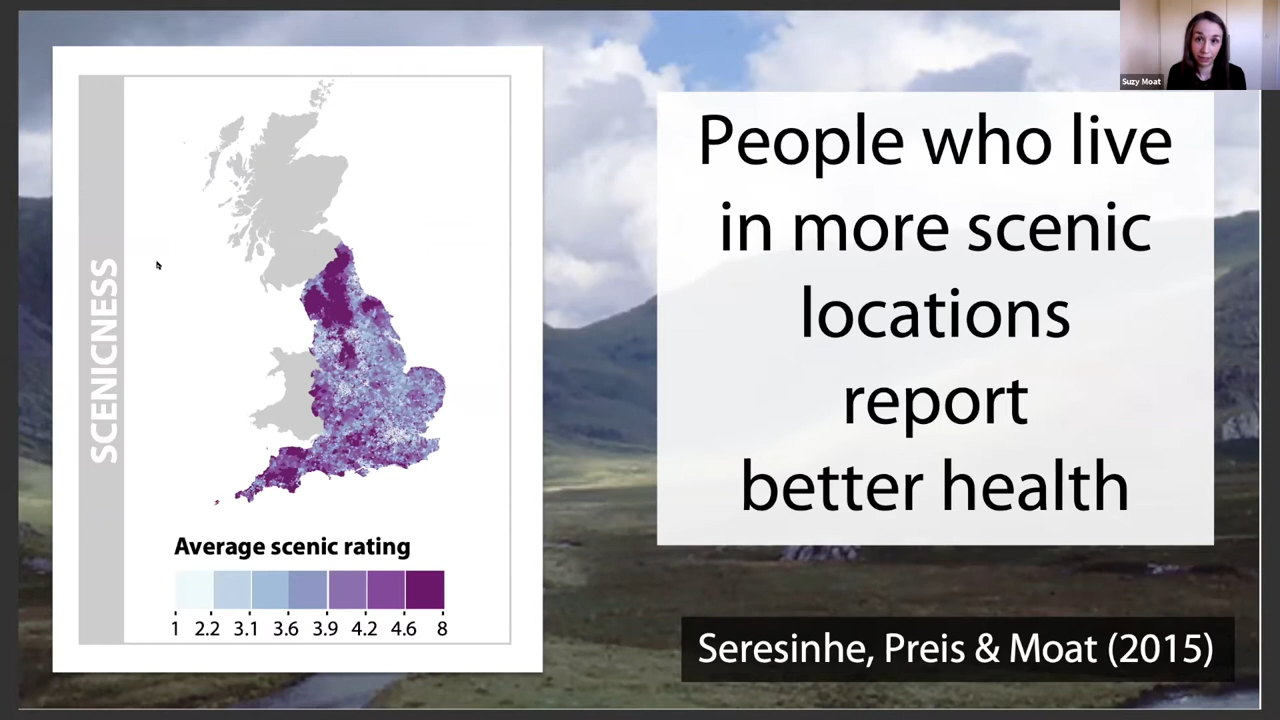 Suzy Moat
SCENICNESS
Average scenic rating
1 2.2 3.1 3.6 3.9 4.2 4.6 8
People who live
in more scenic
locations
report
better health
Seresinhe, Preis & Moat (2015)